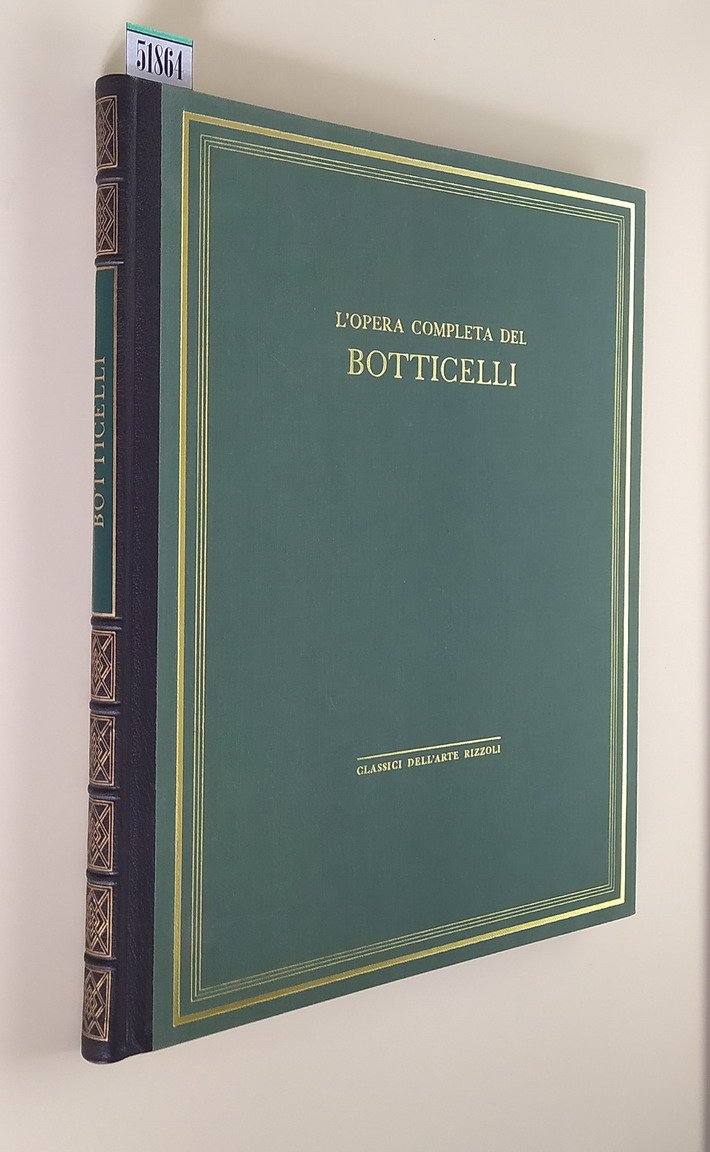 51864
L'OPERA COMPLETA DEL
BOTTICELLI
CLASSICI DELL'ARTE RIZZOLI
BOTTICELLI